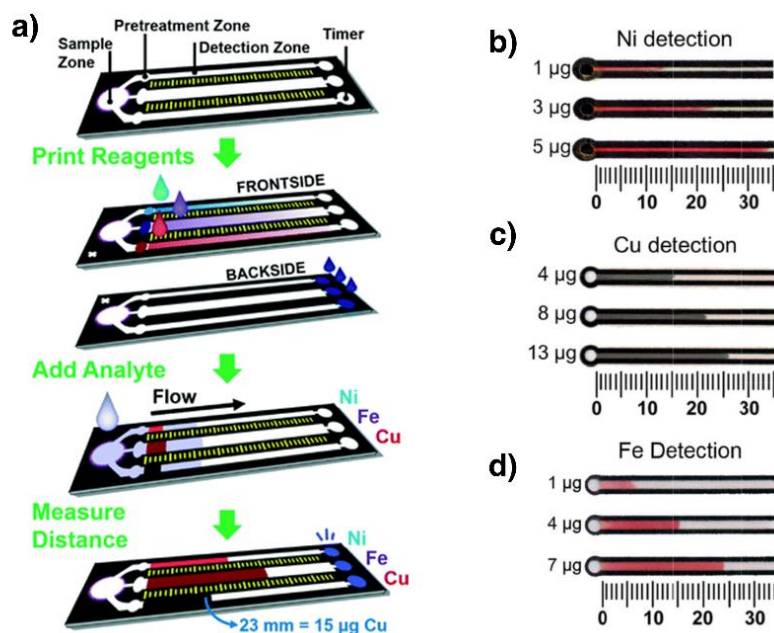 a)
Pretreatment Zone
Sample Zone
Detection Zone
Timer
Print Reagents
FRONTSIDE
BACKSIDE
Add Analyte
Flow
Ni
Fe
Cu
Measure Distance
Ni
Fe
Cu
23 mm = 15 µg Cu
b)
Ni detection
1 µg
3 µg
5 µg
0 10 20 30
c)
Cu detection
4 µg
8 µg
13 µg
0 10 20 30
d)
Fe Detection
1 µg
4 µg
7 µg
0 10 20 30